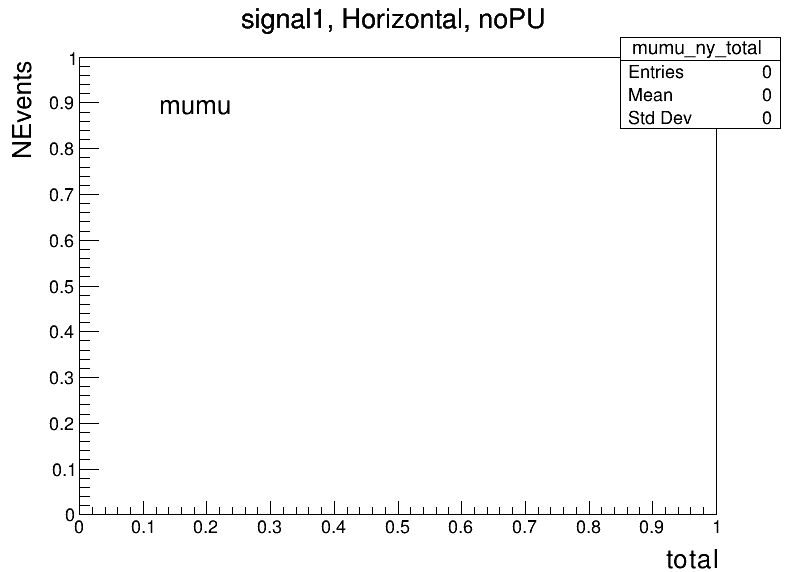 signal1, Horizontal, noPU
mumu_ny_total
Entries 0
Mean 0
Std Dev 0
mumu
NEvents
1
0.9
0.8
0.7
0.6
0.5
0.4
0.3
0.2
0.1
0
0 0.1 0.2 0.3 0.4 0.5 0.6 0.7 0.8 0.9 1
total